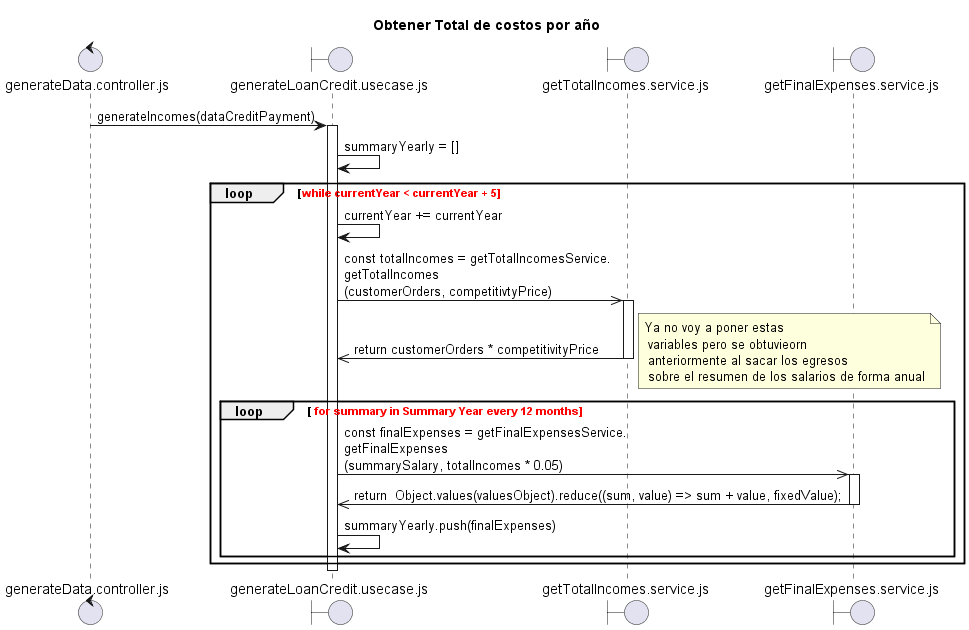 Obtener Total de costos por año
generateData.controller.js
generateLoanCredit.usecase.js
getTotalIncomes.service.js
getFinalExpenses.service.js
generateIncomes(dataCreditPayment)
summaryYearly = []
loop
[while currentYear < currentYear + 5]
currentYear += currentYear
const totalIncomes = getTotalIncomesService.
getTotalIncomes
(customerOrders, competitivtyPrice)
Ya no voy a poner estas
variables pero se obtuvieorn
anteriormente al sacar los egresos
sobre el resumen de los salarios de forma anual
return customerOrders * competitivityPrice
loop
[ for summary in Summary Year every 12 months]
const finalExpenses = getFinalExpensesService.
getFinalExpenses
(summarySalary, totalIncomes * 0.05)
return  Object.values(valuesObject).reduce((sum, value) => sum + value, fixedValue);
summaryYearly.push(finalExpenses)
generateData.controller.js
generateLoanCredit.usecase.js
getTotalIncomes.service.js
getFinalExpenses.service.js